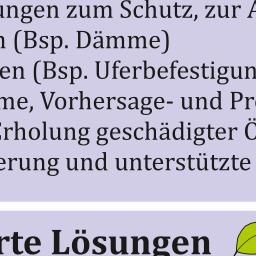 ungen zum Schutz, zur A
n (Bsp. Dämme)
en (Bsp. Uferbefestigun
me, Vorhersage- und Pr
Erholung geschädigter Ö
erung und unterstützte
rte Lösungen